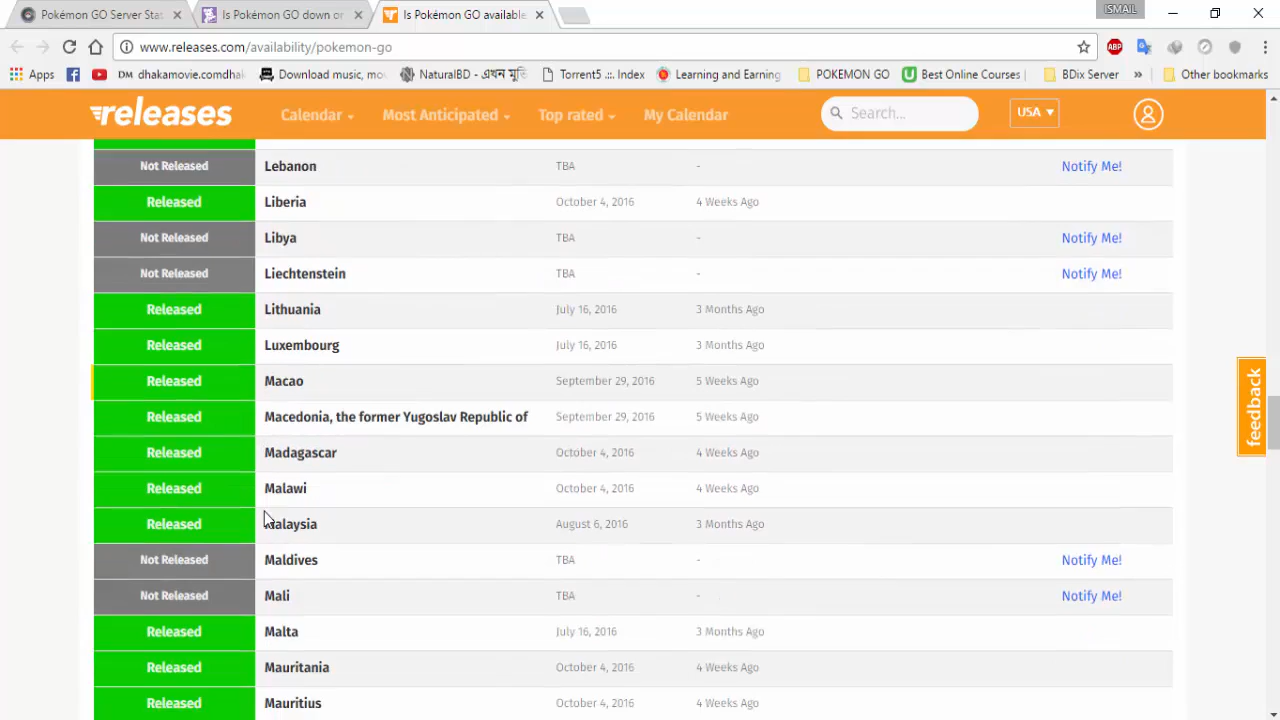 Pokémon GO Server Stat
Is Pokémon GO down or
Is Pokémon GO available
ISMAIL
www.releases.com/availability/pokemon-go
Apps
DM dhakamovie.comdhak
Download music, mov
NaturalBD - এখন মুক্তি
Torrent5 .::. Index
Learning and Earning
POKEMON GO
Best Online Courses
BDix Server
»
Other bookmarks
releases
Calendar
Most Anticipated
Top rated
My Calendar
Search...
USA
Not Released Lebanon TBA - Notify Me!
Released Liberia October 4, 2016 4 Weeks Ago
Not Released Libya TBA - Notify Me!
Not Released Liechtenstein TBA - Notify Me!
Released Lithuania July 16, 2016 3 Months Ago
Released Luxembourg July 16, 2016 3 Months Ago
Released Macao September 29, 2016 5 Weeks Ago
Released Macedonia, the former Yugoslav Republic of September 29, 2016 5 Weeks Ago
Released Madagascar October 4, 2016 4 Weeks Ago
Released Malawi October 4, 2016 4 Weeks Ago
Released Malaysia August 6, 2016 3 Months Ago
Not Released Maldives TBA - Notify Me!
Not Released Mali TBA - Notify Me!
Released Malta July 16, 2016 3 Months Ago
Released Mauritania October 4, 2016 4 Weeks Ago
Released Mauritius October 4, 2016 4 Weeks Ago
feedback